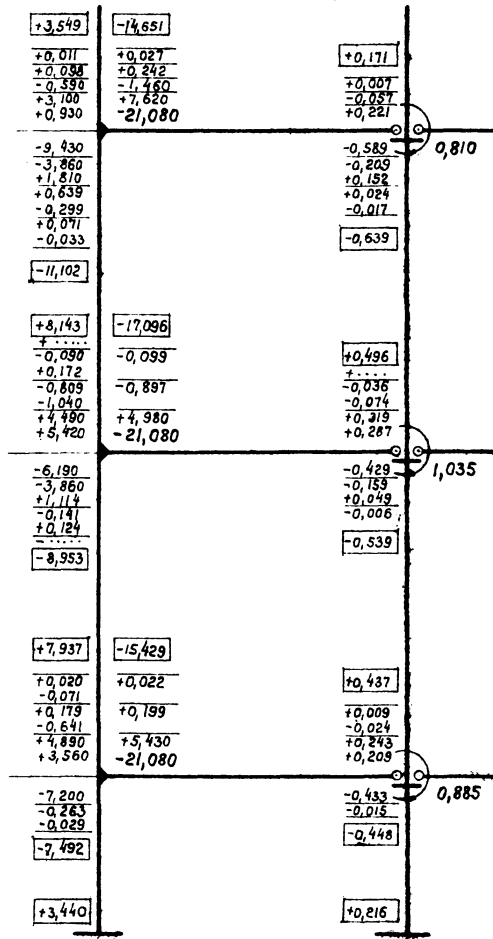 +3,549 -14,651
+0,011 +0,027 +0,171
+0,098 +0,242
-0,590 -1,460 +0,007
+3,100 +7,620 -0,057
+0,930 -21,080 +0,221
-9,430 -0,589 0,810
-3,860 -0,209
+1,810 +0,152
+0,639 +0,024
-0,299 -0,017
+0,071
-0,033 -0,639
-11,102
+8,143 -17,096
+ ..... +0,496
-0,090 -0,099 + ....
+0,172 -0,036
-0,809 -0,897 -0,074
-1,040 +0,319
+4,490 +4,980 +0,287
+5,420 -21,080
-6,190 -0,429 1,035
-3,860 -0,159
+1,114 +0,049
-0,141 -0,006
+0,124
- ..... -0,539
-8,953
+7,937 -15,429
+0,020 +0,022 +0,437
-0,071
+0,179 +0,199 +0,009
-0,641 -0,024
+4,890 +5,430 +0,243
+3,560 -21,080 +0,209
-7,200 -0,433 0,885
-0,263 -0,015
-0,029 -0,448
-7,492
+3,440 +0,216